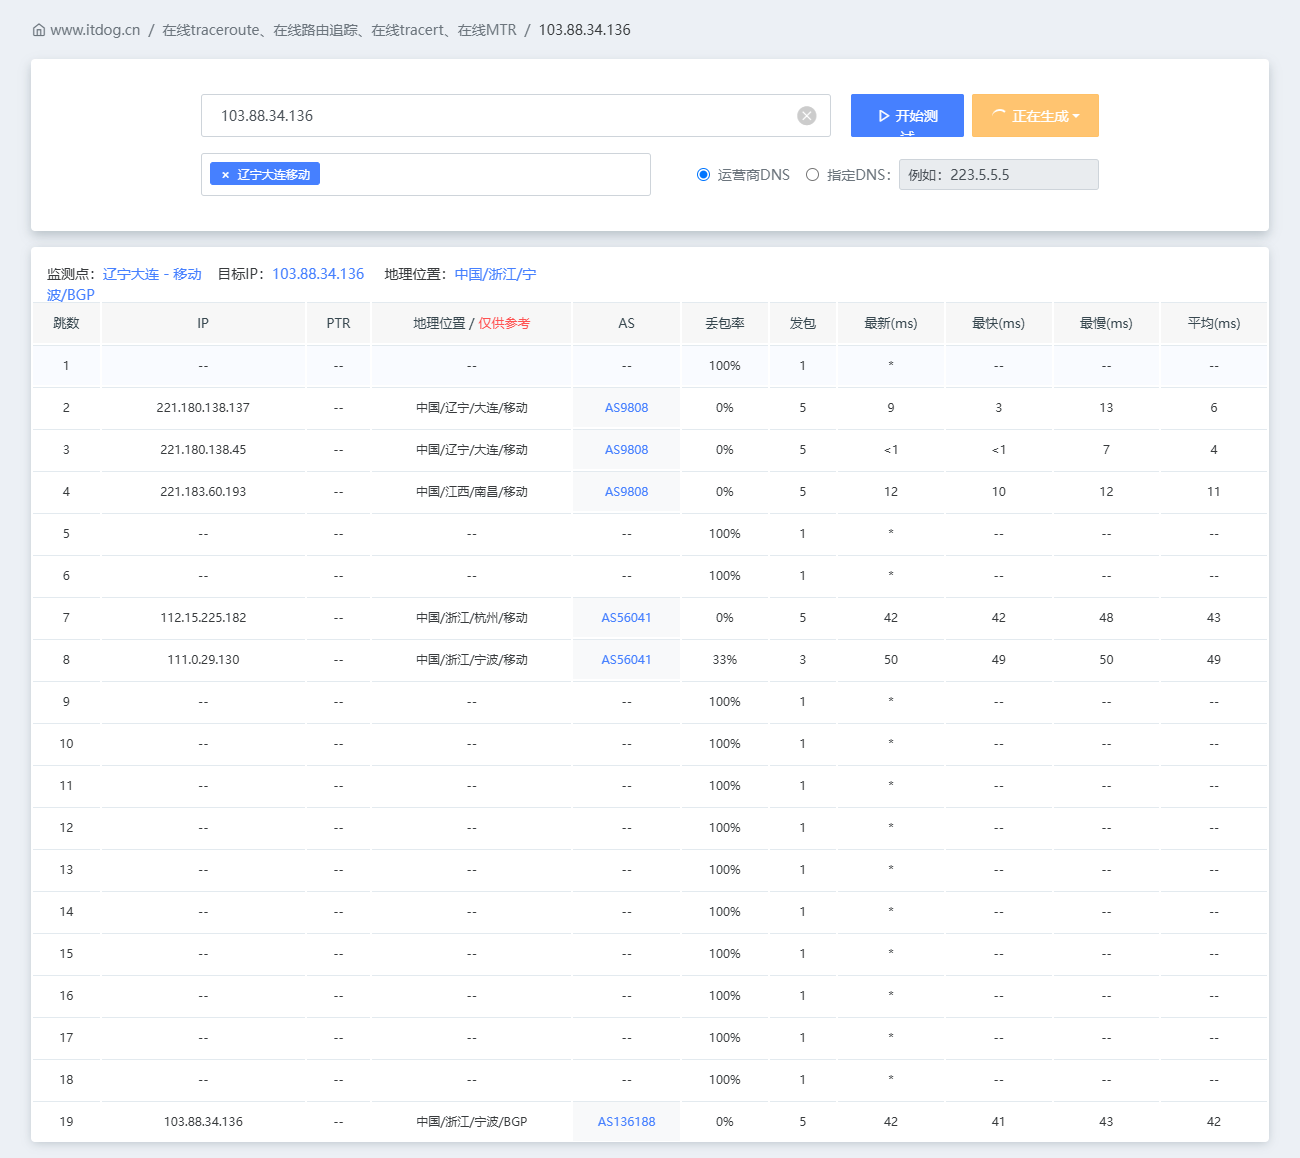 www.itdog.cn / 在线traceroute、在线路由追踪、在线tracert、在线MTR / 103.88.34.136
103.88.34.136
开始测
正在生成
× 辽宁大连移动
运营商DNS 指定DNS： 例如：223.5.5.5
监测点：辽宁大连 - 移动 目标IP：103.88.34.136 地理位置：中国/浙江/宁
波/BGP
跳数 IP PTR 地理位置 / 仅供参考 AS 丢包率 发包 最新(ms) 最快(ms) 最慢(ms) 平均(ms)
1 -- -- -- -- 100% 1 * -- -- --
2 221.180.138.137 -- 中国/辽宁/大连/移动 AS9808 0% 5 9 3 13 6
3 221.180.138.45 -- 中国/辽宁/大连/移动 AS9808 0% 5 <1 <1 7 4
4 221.183.60.193 -- 中国/江西/南昌/移动 AS9808 0% 5 12 10 12 11
5 -- -- -- -- 100% 1 * -- -- --
6 -- -- -- -- 100% 1 * -- -- --
7 112.15.225.182 -- 中国/浙江/杭州/移动 AS56041 0% 5 42 42 48 43
8 111.0.29.130 -- 中国/浙江/宁波/移动 AS56041 33% 3 50 49 50 49
9 -- -- -- -- 100% 1 * -- -- --
10 -- -- -- -- 100% 1 * -- -- --
11 -- -- -- -- 100% 1 * -- -- --
12 -- -- -- -- 100% 1 * -- -- --
13 -- -- -- -- 100% 1 * -- -- --
14 -- -- -- -- 100% 1 * -- -- --
15 -- -- -- -- 100% 1 * -- -- --
16 -- -- -- -- 100% 1 * -- -- --
17 -- -- -- -- 100% 1 * -- -- --
18 -- -- -- -- 100% 1 * -- -- --
19 103.88.34.136 -- 中国/浙江/宁波/BGP AS136188 0% 5 42 41 43 42